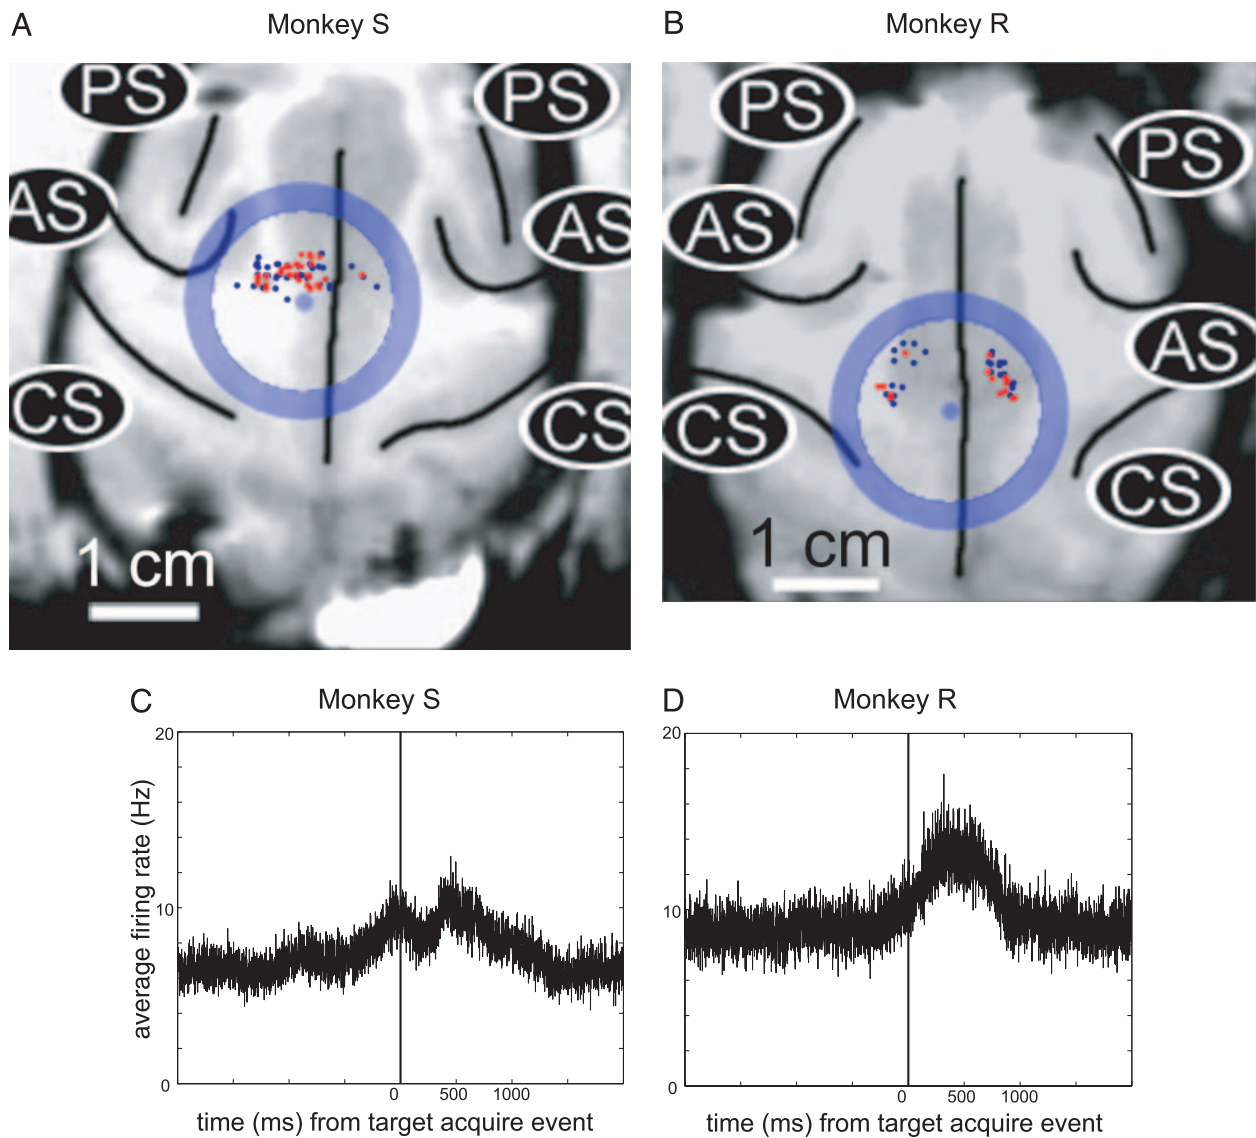 A
Monkey S
B
Monkey R
PS
PS
AS
AS
CS
CS
1 cm
PS
PS
AS
AS
CS
CS
1 cm
C
Monkey S
D
Monkey R
average firing rate (Hz)
20
10
0
0 500 1000
time (ms) from target acquire event
20
10
0
0 500 1000
time (ms) from target acquire event